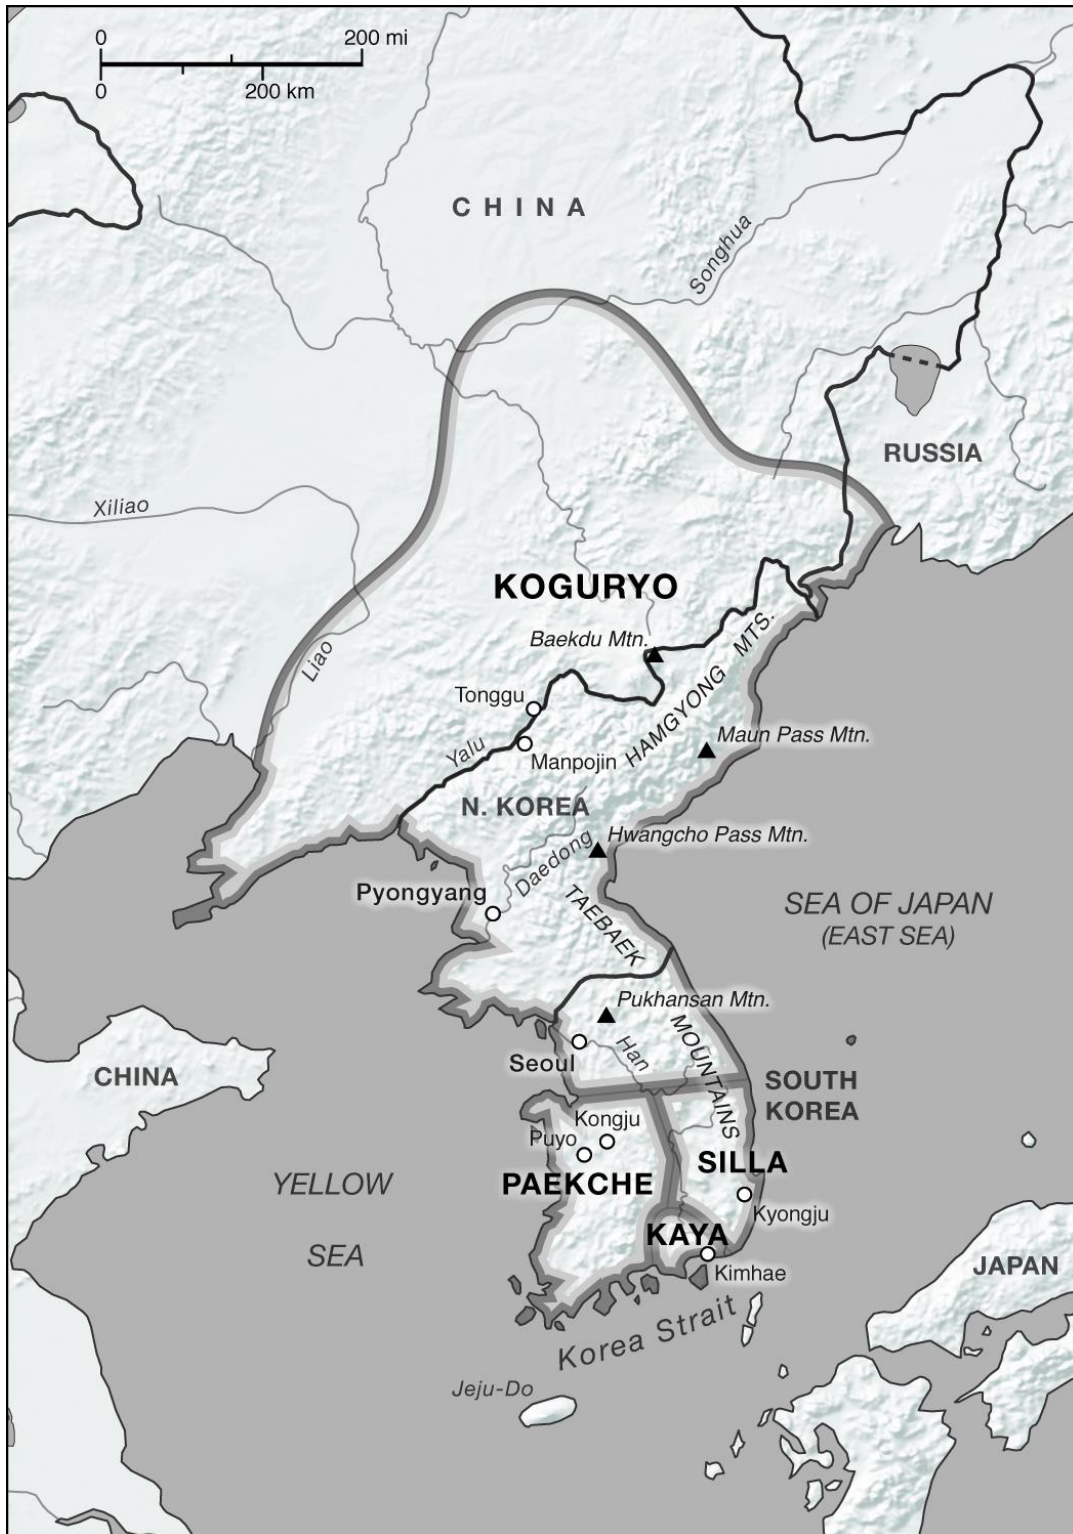 0 200 mi
0 200 km
CHINA
Songhua
RUSSIA
Xiliao
KOGURYO
Baekdu Mtn.
Liao
HAMGYONG MTS.
Tonggu
Yalu
Manpojin
Maun Pass Mtn.
N. KOREA
Hwangcho Pass Mtn.
Daedong
Pyongyang
TAEBAEK
MOUNTAINS
SEA OF JAPAN
(EAST SEA)
Pukhansan Mtn.
Seoul
Han
CHINA
SOUTH
KOREA
Kongju
Puyo
PAEKCHE
SILLA
YELLOW
SEA
Kyongju
KAYA
Kimhae
JAPAN
Korea Strait
Jeju-Do